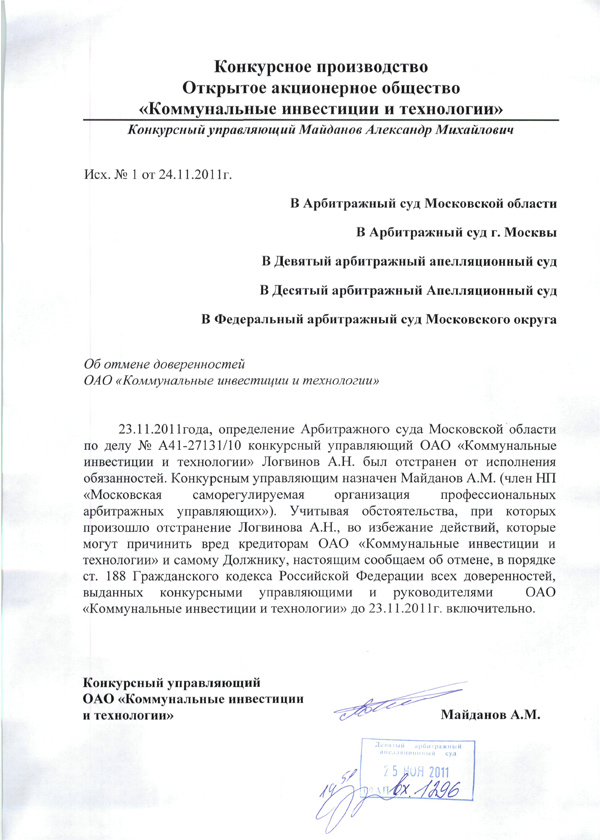 Конкурсное производство
Открытое акционерное общество
«Коммунальные инвестиции и технологии»
Конкурсный управляющий Майданов Александр Михайлович
Исх. № 1 от 24.11.2011г.
В Арбитражный суд Московской области
В Арбитражный суд г. Москвы
В Девятый арбитражный апелляционный суд
В Десятый арбитражный Апелляционный суд
В Федеральный арбитражный суд Московского округа
Об отмене доверенностей
ОАО «Коммунальные инвестиции и технологии»
23.11.2011года, определение Арбитражного суда Московской области
по делу № А41-27131/10 конкурсный управляющий ОАО «Коммунальные
инвестиции и технологии» Логвинов А.Н. был отстранен от исполнения
обязанностей. Конкурсным управляющим назначен Майданов А.М. (член НП
«Московская саморегулируемая организация профессиональных
арбитражных управляющих»). Учитывая обстоятельства, при которых
произошло отстранение Логвинова А.Н., во избежание действий, которые
могут причинить вред кредиторам ОАО «Коммунальные инвестиции и
технологии» и самому Должнику, настоящим сообщаем об отмене, в порядке
ст. 188 Гражданского кодекса Российской Федерации всех доверенностей,
выданных конкурсными управляющими и руководителями ОАО
«Коммунальные инвестиции и технологии» до 23.11.2011г. включительно.
Конкурсный управляющий
ОАО «Коммунальные инвестиции
и технологии»
Майданов А.М.
Девятый арбитражный
апелляционный суд
25 НОЯ 2011
вх. 1296